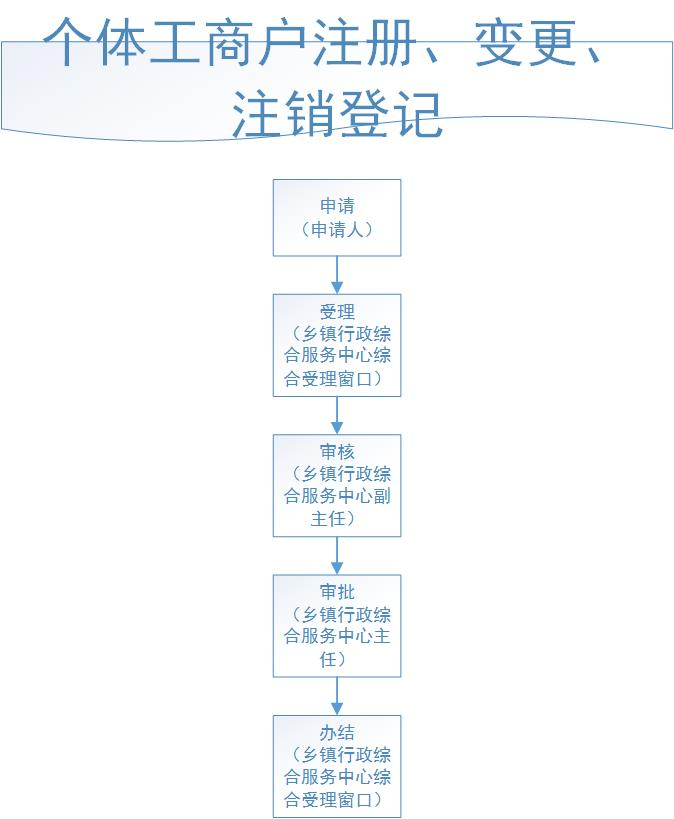 个体工商户注册、变更、
注销登记
申请
（申请人）
受理
（乡镇行政综
合服务中心综
合受理窗口）
审核
（乡镇行政综
合服务中心副
主任）
审批
（乡镇行政综
合服务中心主
任）
办结
（乡镇行政综
合服务中心综
合受理窗口）